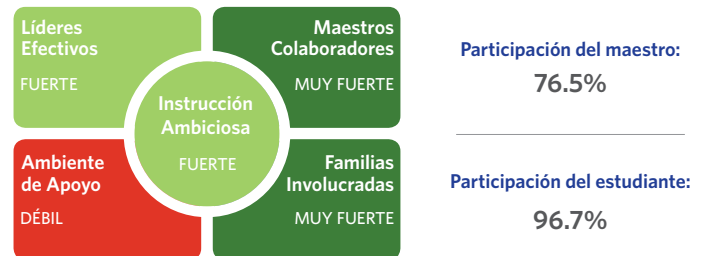 Líderes
Efectivos
FUERTE
Maestros
Colaboradores
MUY FUERTE
Instrucción
Ambiciosa
FUERTE
Ambiente
de Apoyo
DÉBIL
Familias
Involucradas
MUY FUERTE
Participación del maestro:
76.5%
Participación del estudiante:
96.7%